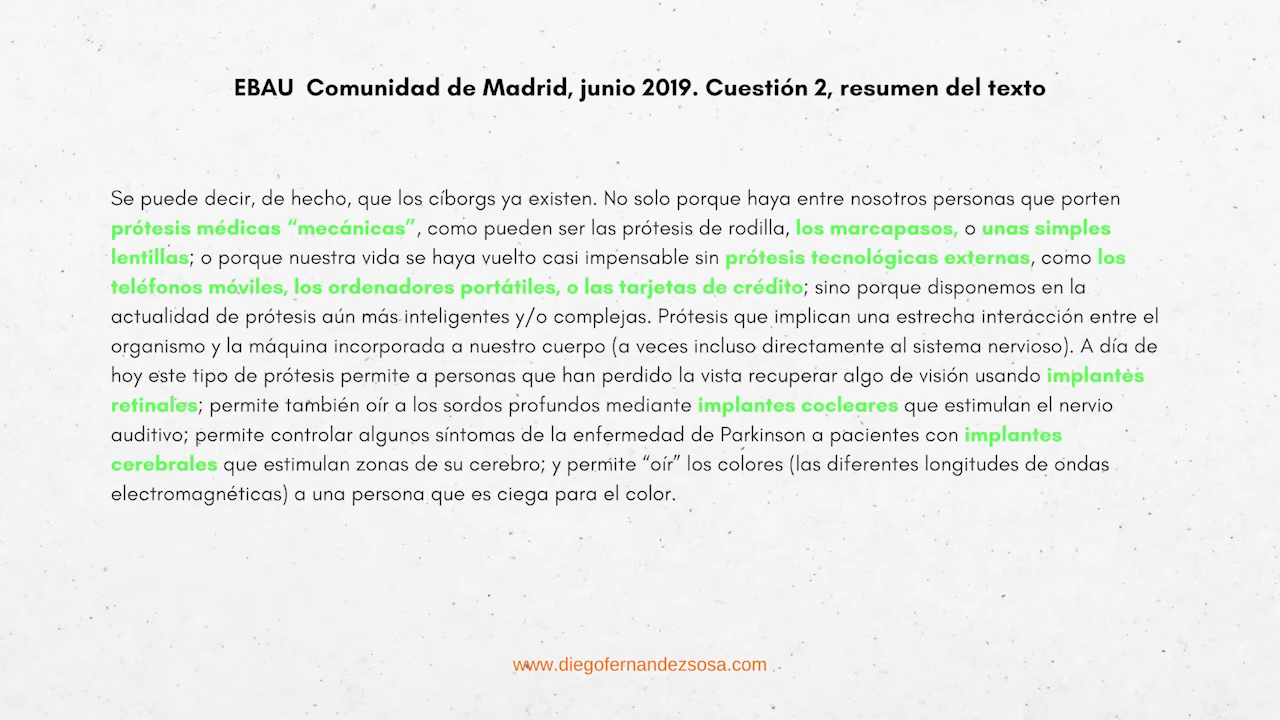 EBAU Comunidad de Madrid, junio 2019. Cuestión 2, resumen del texto
Se puede decir, de hecho, que los cíborgs ya existen. No solo porque haya entre nosotros personas que porten
prótesis médicas “mecánicas”, como pueden ser las prótesis de rodilla, los marcapasos, o unas simples
lentillas; o porque nuestra vida se haya vuelto casi impensable sin prótesis tecnológicas externas, como los
teléfonos móviles, los ordenadores portátiles, o las tarjetas de crédito; sino porque disponemos en la
actualidad de prótesis aún más inteligentes y/o complejas. Prótesis que implican una estrecha interacción entre el
organismo y la máquina incorporada a nuestro cuerpo (a veces incluso directamente al sistema nervioso). A día de
hoy este tipo de prótesis permite a personas que han perdido la vista recuperar algo de visión usando implantes
retinales; permite también oír a los sordos profundos mediante implantes cocleares que estimulan el nervio
auditivo; permite controlar algunos síntomas de la enfermedad de Parkinson a pacientes con implantes
cerebrales que estimulan zonas de su cerebro; y permite “oír” los colores (las diferentes longitudes de ondas
electromagnéticas) a una persona que es ciega para el color.
www.diegofernandezsosa.com